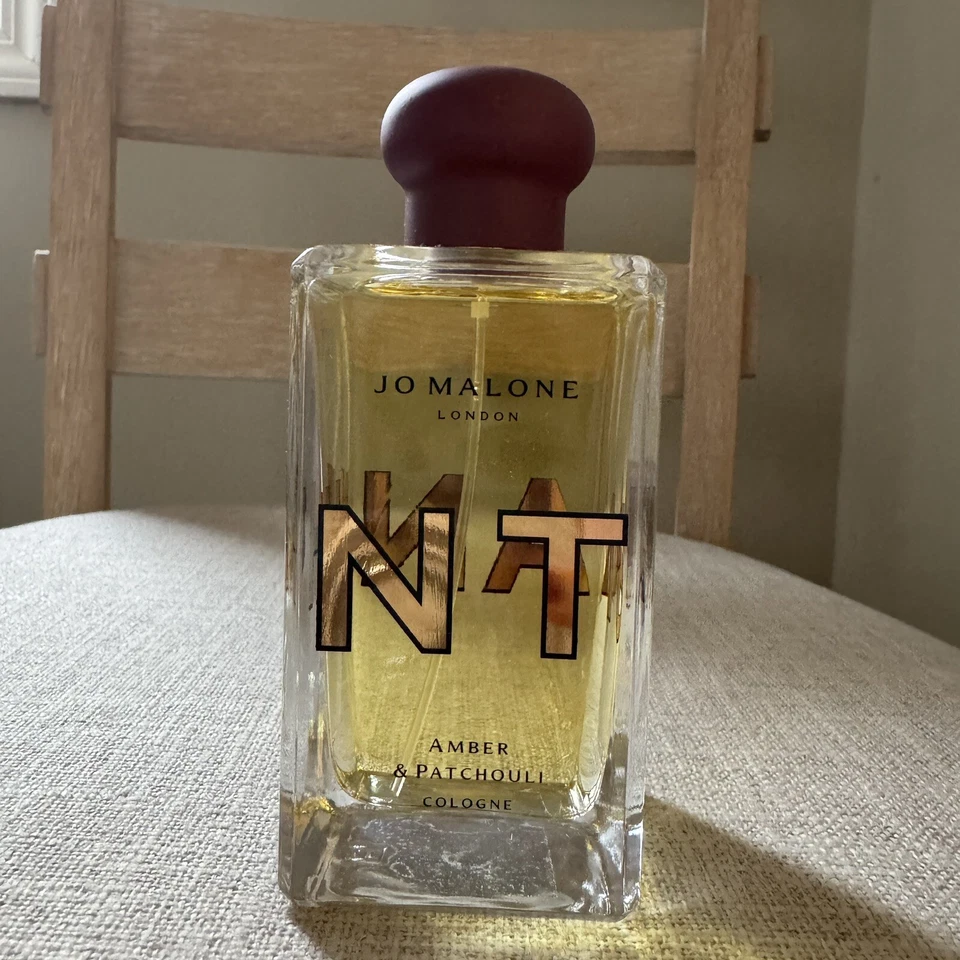 JO MALONE
LONDON
NT
AMBER
& PATCHOULI
COLOGNE